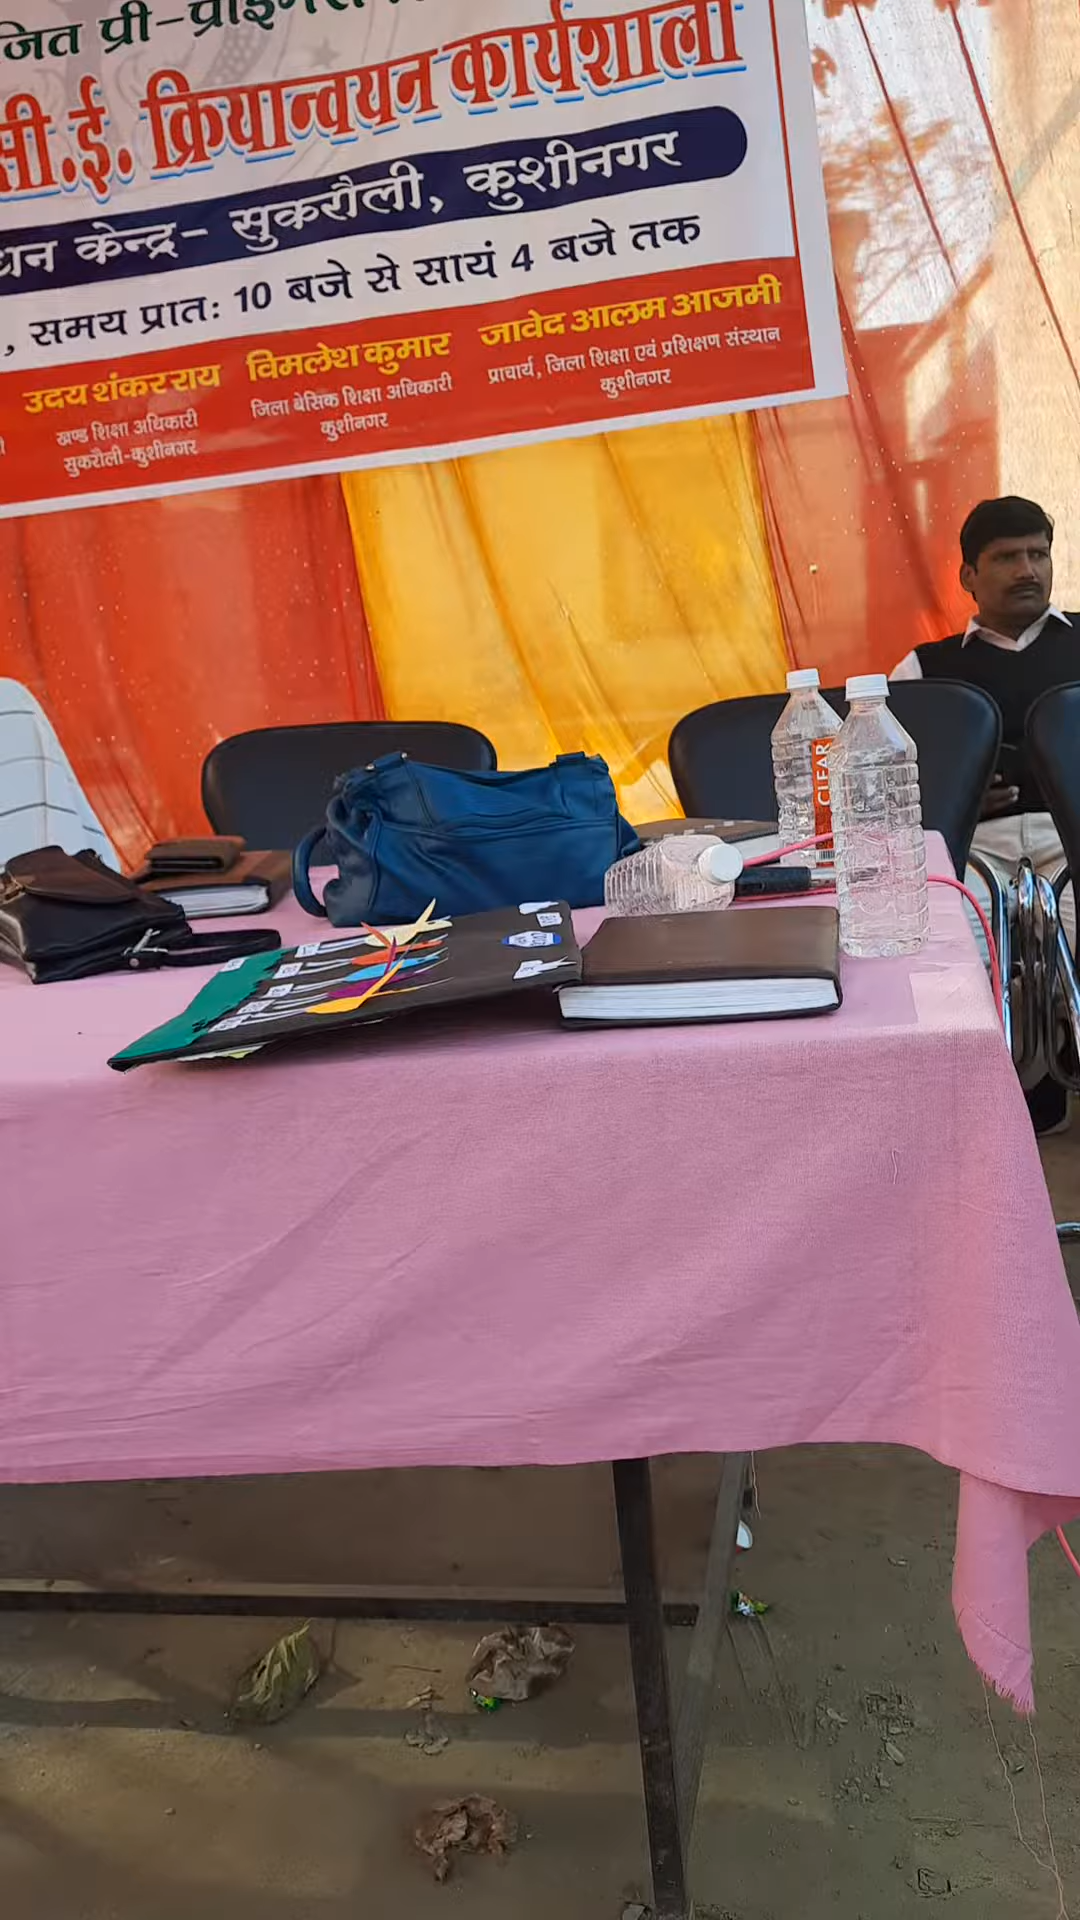 जित प्री-प्राइमरी
सी.ई. क्रियान्वयन कार्यशाला
धन केन्द्र- सुकरौली, कुशीनगर
, समय प्रातः 10 बजे से सायं 4 बजे तक
उदय शंकर राय
खण्ड शिक्षा अधिकारी
सुकरौली-कुशीनगर
विमलेश कुमार
जिला बेसिक शिक्षा अधिकारी
कुशीनगर
जावेद आलम आजमी
प्राचार्य, जिला शिक्षा एवं प्रशिक्षण संस्थान
कुशीनगर
CLEAR